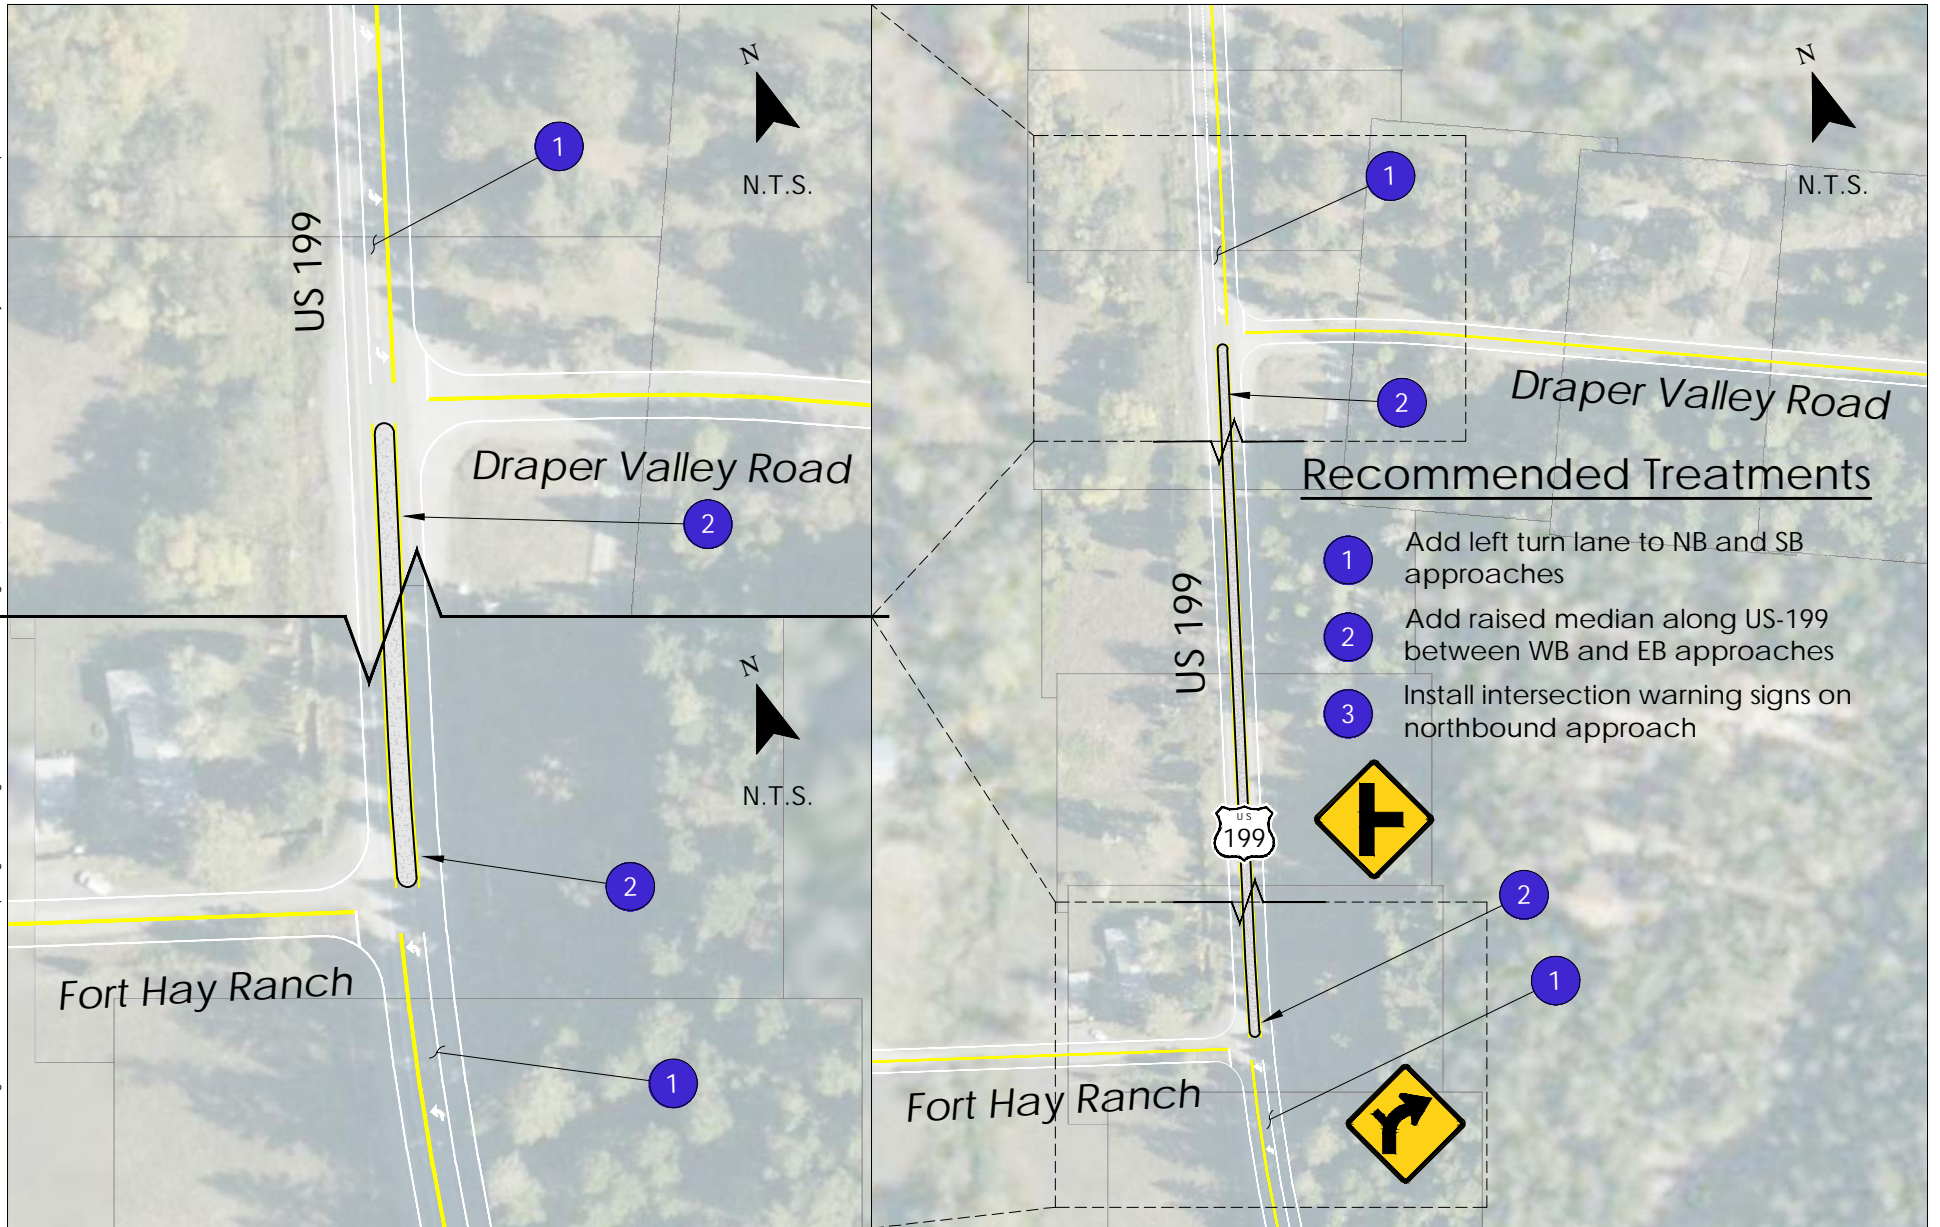 N
N.T.S.
1
US 199
Draper Valley Road
2
N
N.T.S.
2
Fort Hay Ranch
1
N
N.T.S.
1
2
Draper Valley Road
Recommended Treatments
1 Add left turn lane to NB and SB
approaches
2 Add raised median along US-199
between WB and EB approaches
3 Install intersection warning signs on
northbound approach
US 199
US
199
2
1
Fort Hay Ranch